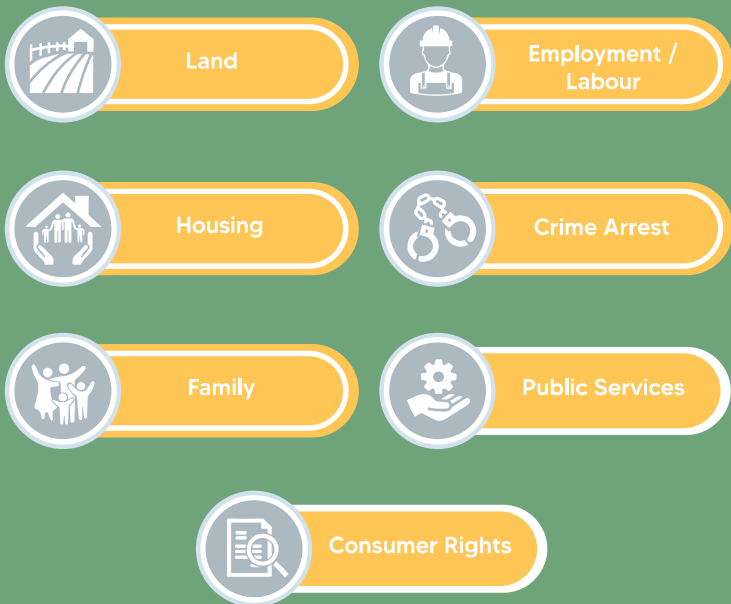 Land
Employment /
Labour
Housing
Crime Arrest
Family
Public Services
Consumer Rights